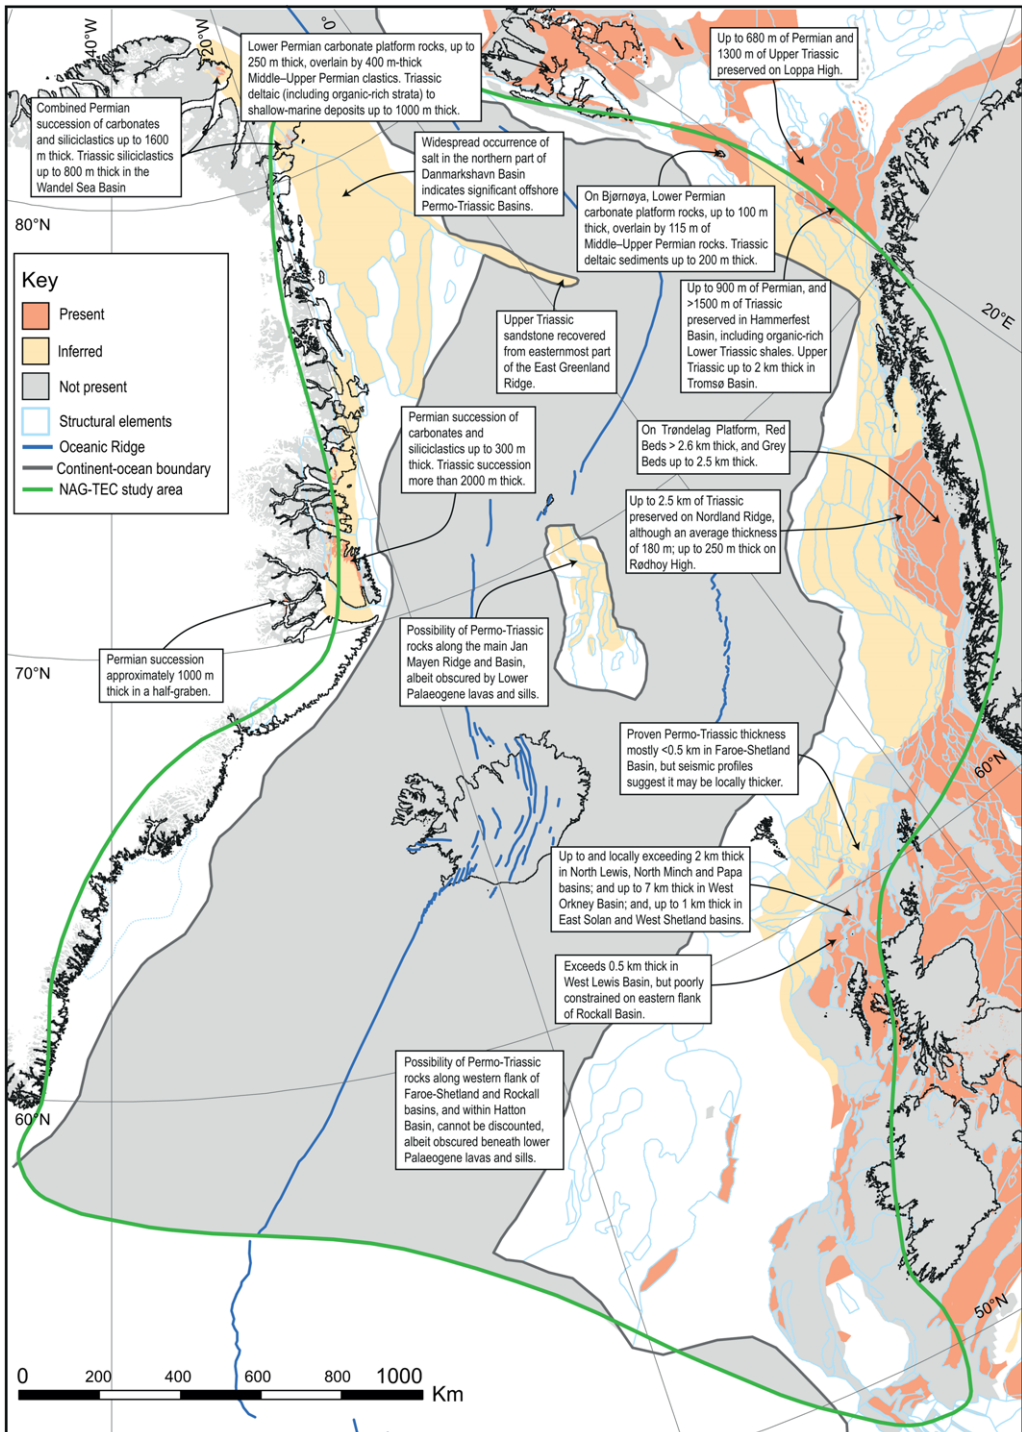 40°W
20°W
0°
Lower Permian carbonate platform rocks, up to
250 m thick, overlain by 400 m-thick
Middle–Upper Permian clastics. Triassic
deltaic (including organic-rich strata) to
shallow-marine deposits up to 1000 m thick.
Up to 680 m of Permian and
1300 m of Upper Triassic
preserved on Loppa High.
Combined Permian
succession of carbonates
and siliciclasts up to 1600
m thick. Triassic siliciclasts
up to 800 m thick in the
Wandel Sea Basin
Widespread occurrence of
salt in the northern part of
Danmarkshavn Basin
indicates significant offshore
Permo-Triassic Basins.
On Bjørnøya, Lower Permian
carbonate platform rocks, up to 100 m
thick, overlain by 115 m of
Middle–Upper Permian rocks. Triassic
deltaic sediments up to 200 m thick.
80°N
Key
Present
Inferred
Not present
Structural elements
Oceanic Ridge
Continent-ocean boundary
NAG-TEC study area
Up to 900 m of Permian, and
>1500 m of Triassic
preserved in Hammerfest
Basin, including organic-rich
Lower Triassic shales. Upper
Triassic up to 2 km thick in
Tromsø Basin.
20°E
Upper Triassic
sandstone recovered
from easternmost part
of the East Greenland
Ridge.
Permian succession of
carbonates and
siliciclasts up to 300 m
thick. Triassic succession
more than 2000 m thick.
On Trøndelag Platform, Red
Beds > 2.6 km thick, and Grey
Beds up to 2.5 km thick.
Up to 2.5 km of Triassic
preserved on Nordland Ridge,
although an average thickness
of 180 m; up to 250 m thick on
Rødhoy High.
Permian succession
approximately 1000 m
thick in a half-graben.
70°N
Possibility of Permo-Triassic
rocks along the main Jan
Mayen Ridge and Basin,
albeit obscured by Lower
Palaeogene lavas and sills.
Proven Permo-Triassic thickness
mostly <0.5 km in Faroe-Shetland
Basin, but seismic profiles
suggest it may be locally thicker.
60°N
Up to and locally exceeding 2 km thick
in North Lewis, North Minch and Papa
basins; and up to 7 km thick in West
Orkney Basin; and, up to 1 km thick in
East Solan and West Shetland basins.
Exceeds 0.5 km thick in
West Lewis Basin, but poorly
constrained on eastern flank
of Rockall Basin.
Possibility of Permo-Triassic
rocks along western flank of
Faroe-Shetland and Rockall
basins, and within Hatton
Basin, cannot be discounted,
albeit obscured beneath lower
Palaeogene lavas and sills.
60°N
50°N
0 200 400 600 800 1000
Km